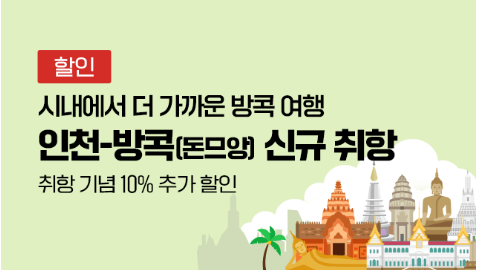 할인
시내에서 더 가까운 방콕 여행
인천-방콕(돈므앙) 신규 취항
취항 기념 10% 추가 할인